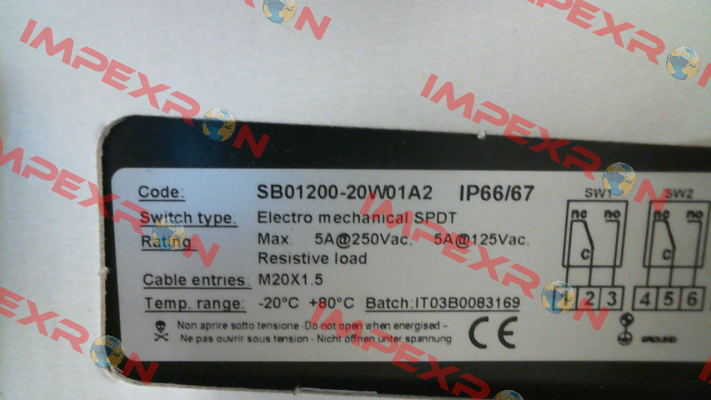 Code: SB01200-20W01A2 IP66/67
Switch type: Electro mechanical SPDT
Rating: Max. 5A@250Vac, 5A@125Vac,
Resistive load
Cable entries: M20X1.5
Temp. range: -20°C +80°C Batch:IT03B0083169
Non aprire sotto tensione -Do not open when energised -
Ne pas ouvrir sous tension - Nicht öffnen unter spannung
CE
SW1 SW2
nc no nc no
C C
1 2 3 4 5 6
GROUND
IMPEXRON
IMPEXRON
IMPEXRON
IMPEXRON
IMPEXRON